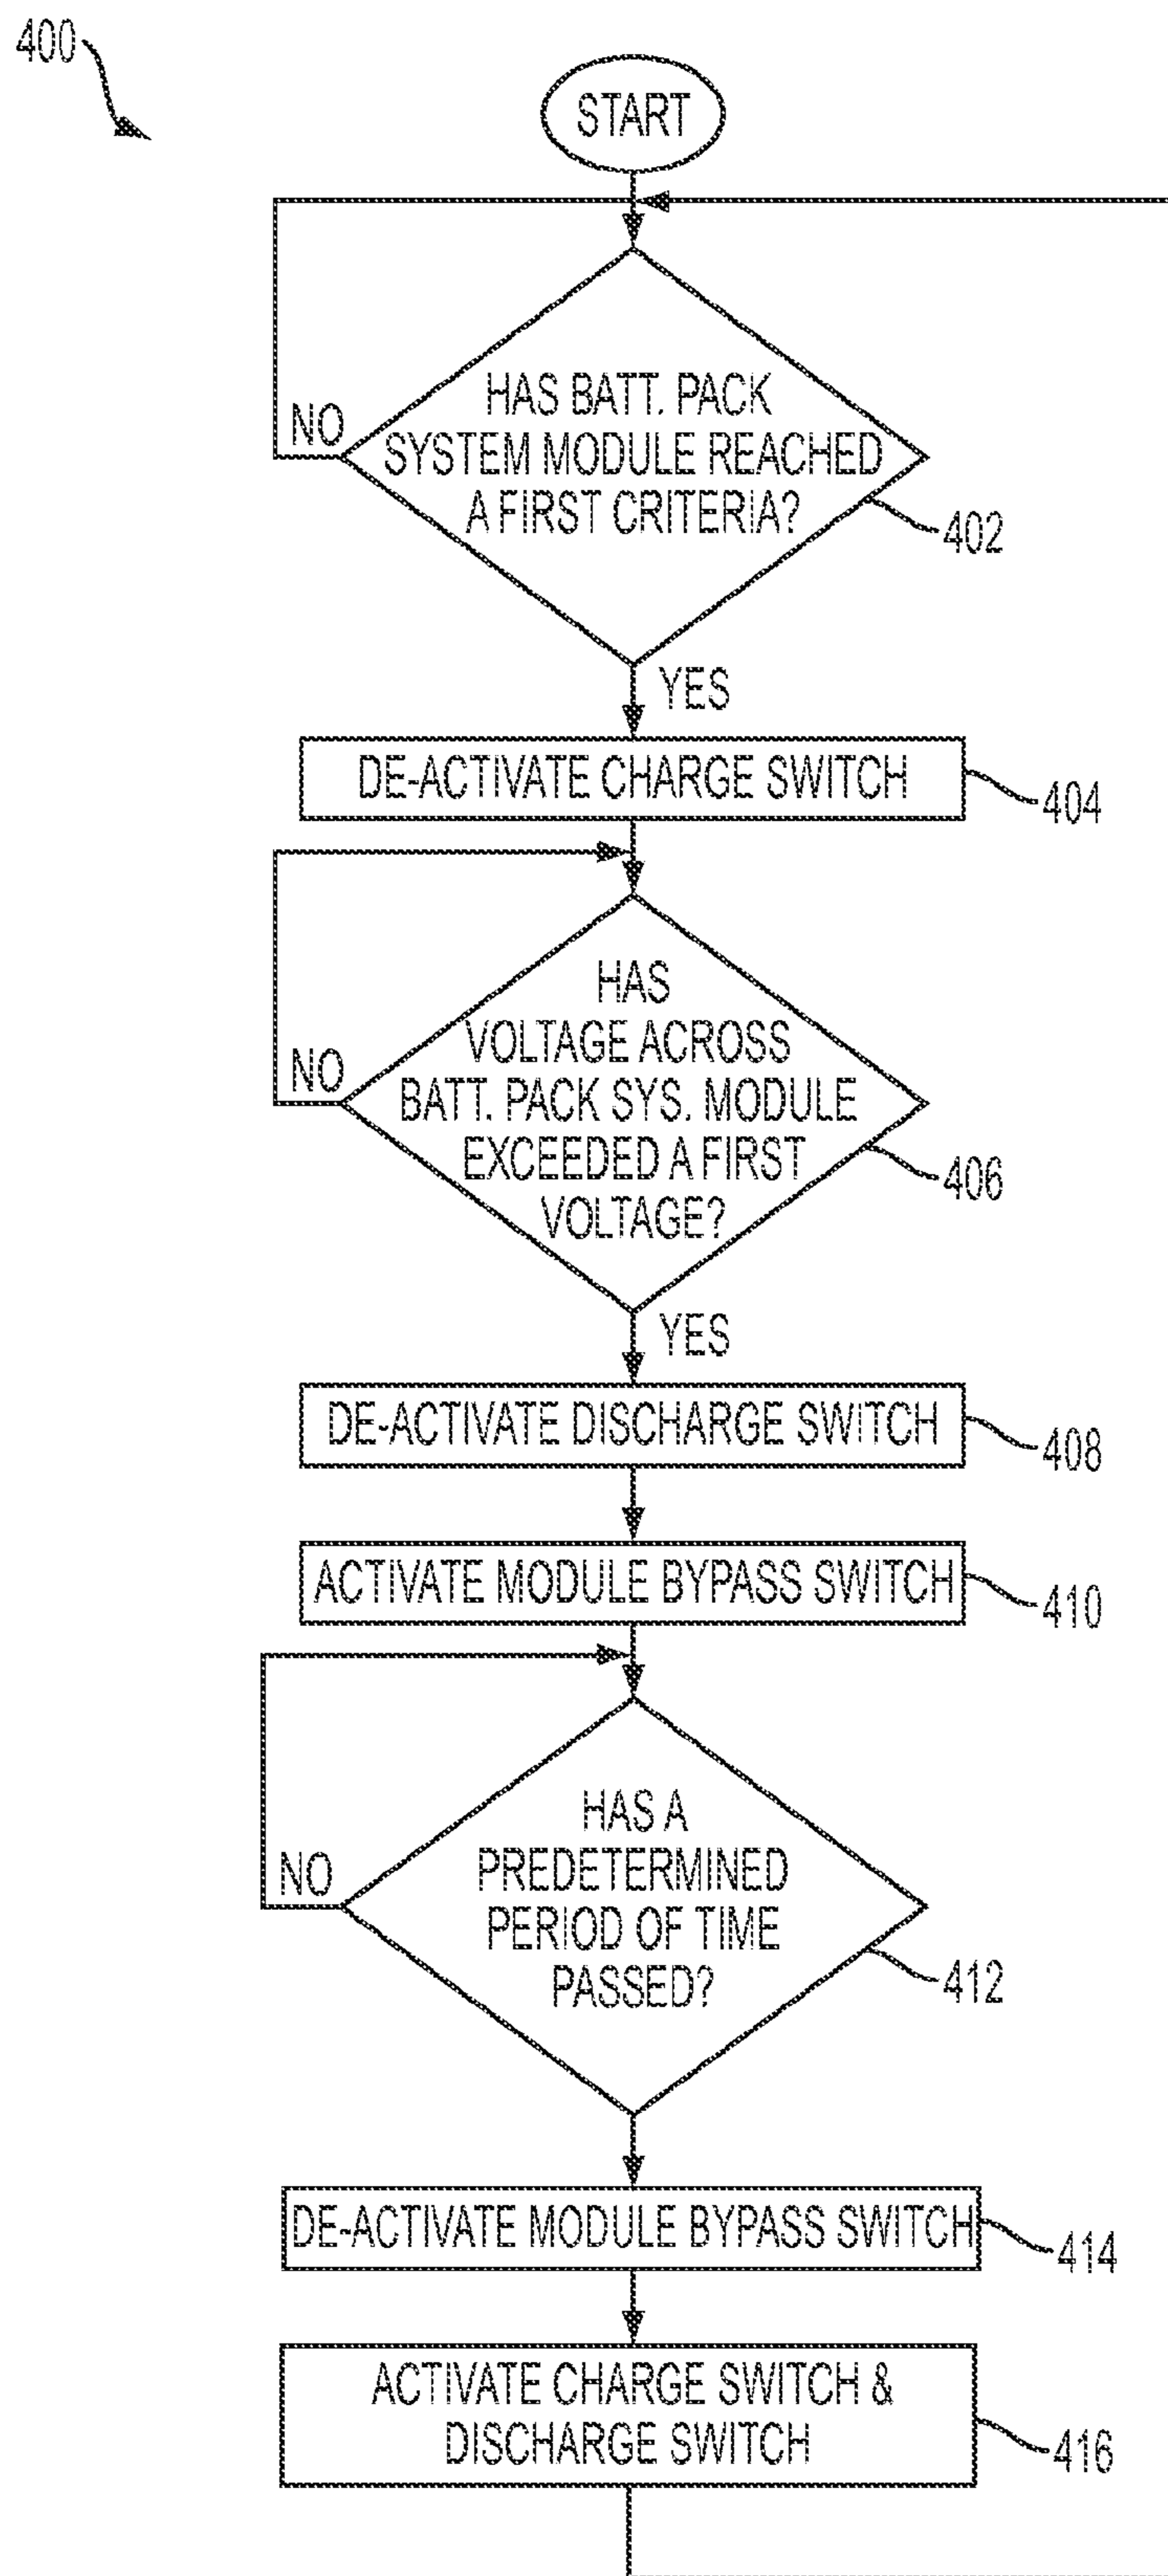 400
START
HAS BATT. PACK
SYSTEM MODULE REACHED
A FIRST CRITERIA?
NO
402
YES
DE-ACTIVATE CHARGE SWITCH
404
HAS
VOLTAGE ACROSS
BATT. PACK SYS. MODULE
EXCEEDED A FIRST
VOLTAGE?
NO
406
YES
DE-ACTIVATE DISCHARGE SWITCH
408
ACTIVATE MODULE BYPASS SWITCH
410
HAS A
PREDETERMINED
PERIOD OF TIME
PASSED?
NO
412
DE-ACTIVATE MODULE BYPASS SWITCH
414
ACTIVATE CHARGE SWITCH &
DISCHARGE SWITCH
416